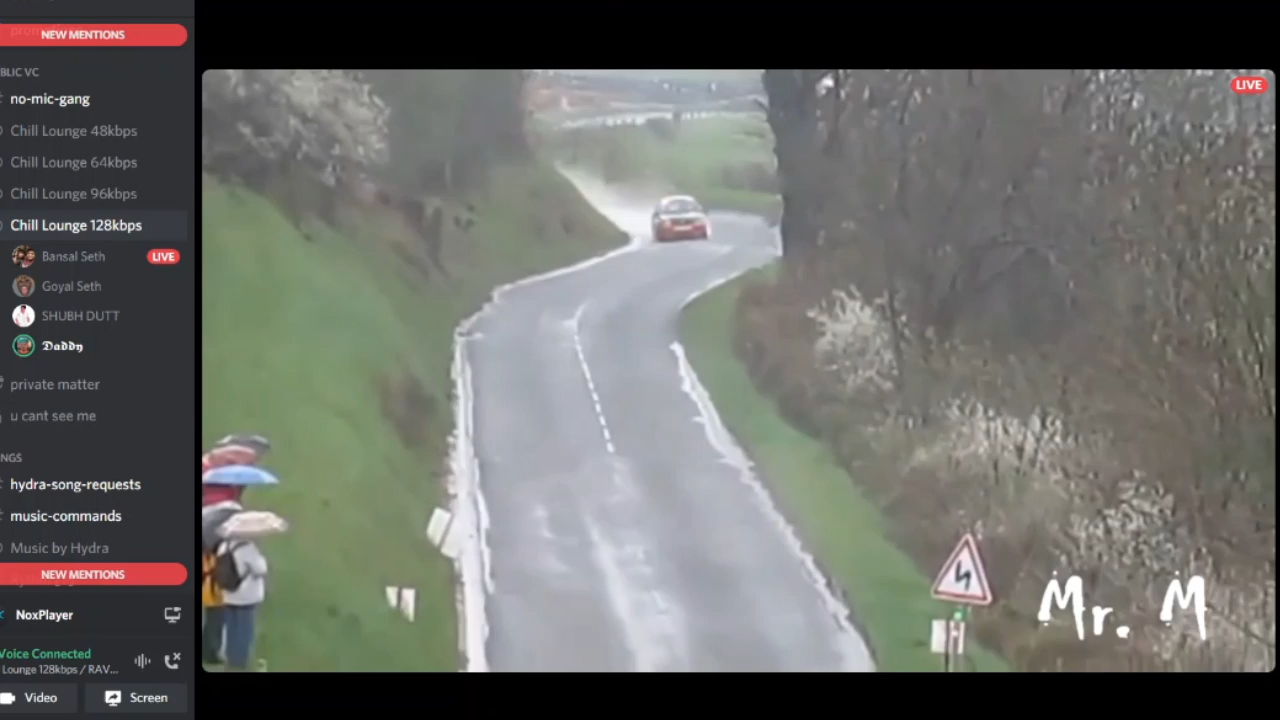 NEW MENTIONS
BLIC VC
no-mic-gang
Chill Lounge 48kbps
Chill Lounge 64kbps
Chill Lounge 96kbps
Chill Lounge 128kbps
Bansal Seth LIVE
Goyal Seth
SHUBH DUTT
𝕯𝖆𝖉𝖉𝖞
private matter
u cant see me
NGS
hydra-song-requests
music-commands
Music by Hydra
NEW MENTIONS
NoxPlayer
Voice Connected
Lounge 128kbps / RAV...
Video Screen
LIVE
Mr. M